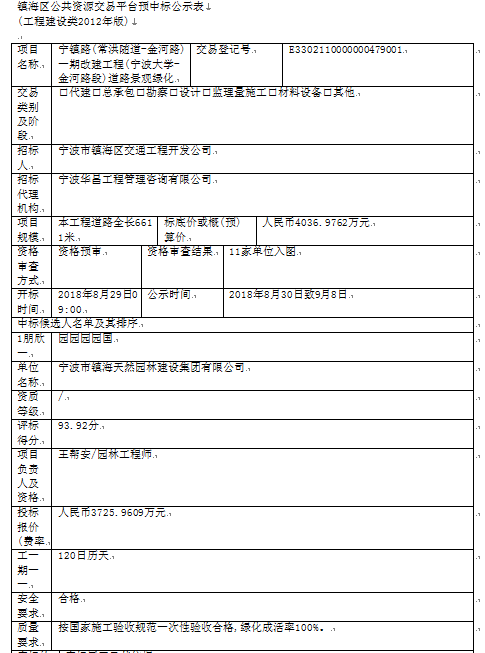 镇海区公共资源交易平台预中标公示表
(工程建设类2012年版)
项目
名称.
宁镇路(常洪隧道-金河路)
一期改建工程(宁波大学-
金河路段)道路景观绿化.
交易登记号.
E3302110000000479001.
交易
类别
及阶
段.
口代建口总承包口勘察口设计口监理量施工口材料设备口其他.
招标
人.
宁波市镇海区交通工程开发公司.
招标
代理
机构.
宁波华昌工程管理咨询有限公司.
项目
规模.
本工程道路全长661
1米.
标底价或概(预)
算价.
人民币4036.9762万元.
资格
审查
方式.
资格预审.
资格审查结果.
11家单位入图.
开标
时间.
2018年8月29日0
9:00.
公示时间.
2018年8月30日致9月8日.
中标候选人名单及其排序.
1朋欣
一.
园园园园国.
单位
名称.
宁波市镇海天然园林建设集团有限公司.
资质
等级.
/.
评标
得分.
93.92分.
项目
负责
人及
资格.
王帮安/园林工程师.
投标
报价
(费率
人民币3725.9609万元.
工一
期一
一.
120日历天.
安全
要求.
合格.
质量
要求.
按国家施工验收规范一次性验收合格,绿化成活率100%。